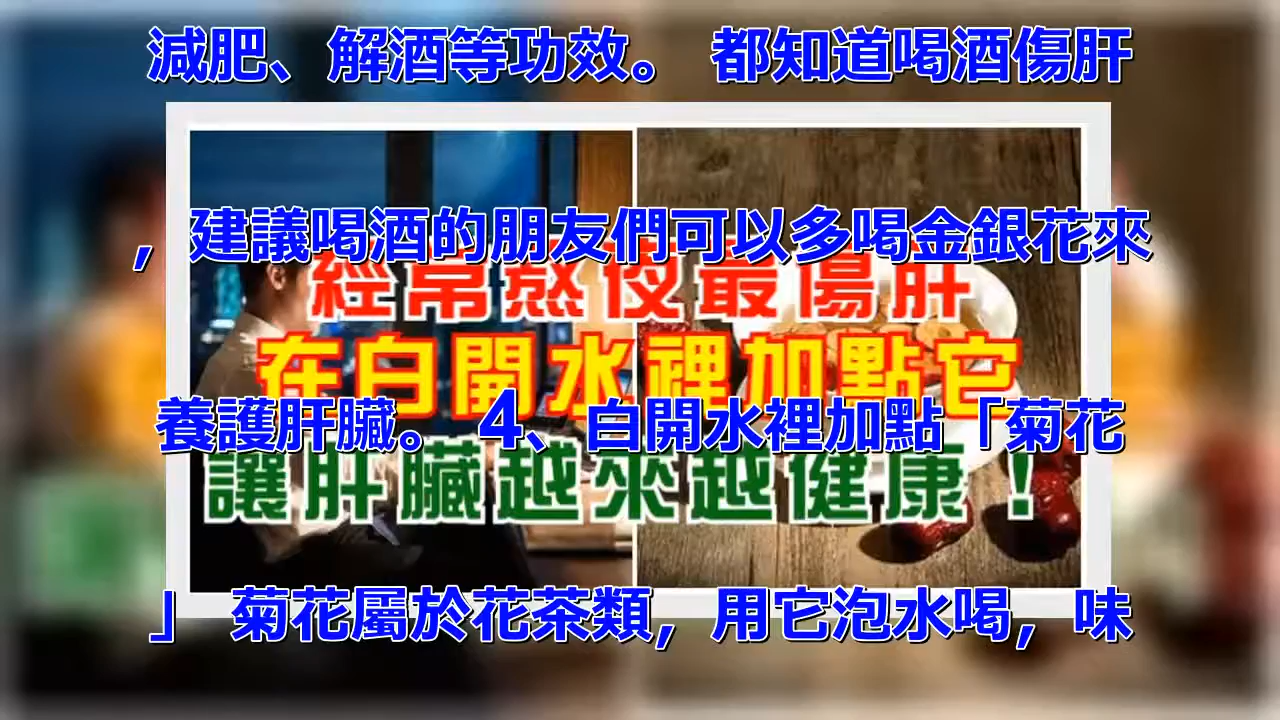 減肥、解酒等功效。 都知道喝酒傷肝
，建議喝酒的朋友們可以多喝金銀花來
經常熬夜最傷肝
在白開水裡加點它
養護肝臟。 4、白開水裡加點「菊花
讓肝臟越來越健康！
」 菊花屬於花茶類，用它泡水喝，味